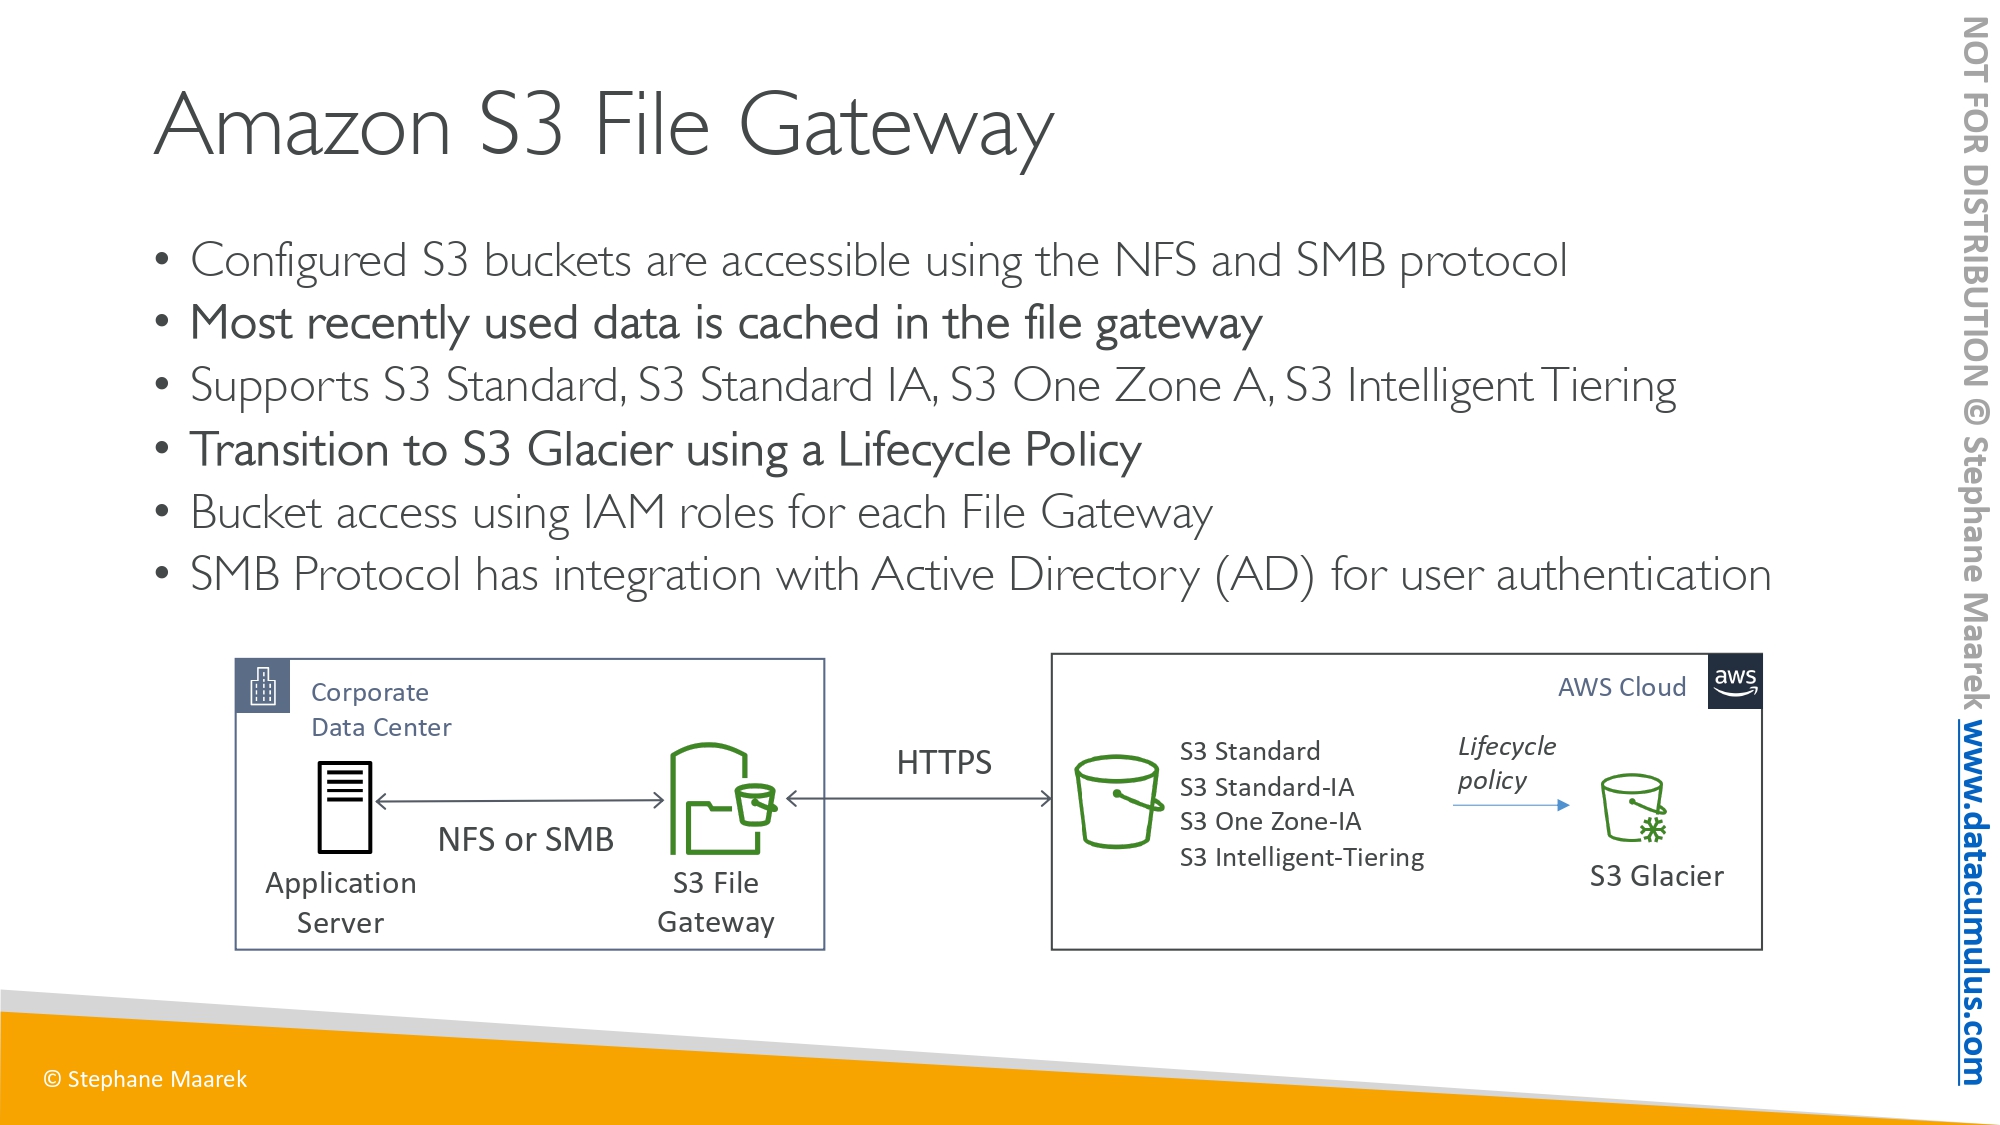 Amazon S3 File Gateway
• Configured S3 buckets are accessible using the NFS and SMB protocol
• Most recently used data is cached in the file gateway
• Supports S3 Standard, S3 Standard IA, S3 One Zone A, S3 Intelligent Tiering
• Transition to S3 Glacier using a Lifecycle Policy
• Bucket access using IAM roles for each File Gateway
• SMB Protocol has integration with Active Directory (AD) for user authentication
Corporate
Data Center
Application
Server
NFS or SMB
S3 File
Gateway
HTTPS
AWS Cloud
aws
S3 Standard
S3 Standard-IA
S3 One Zone-IA
S3 Intelligent-Tiering
Lifecycle
policy
S3 Glacier
© Stephane Maarek
NOT FOR DISTRIBUTION © Stephane Maarek www.datacumulus.com